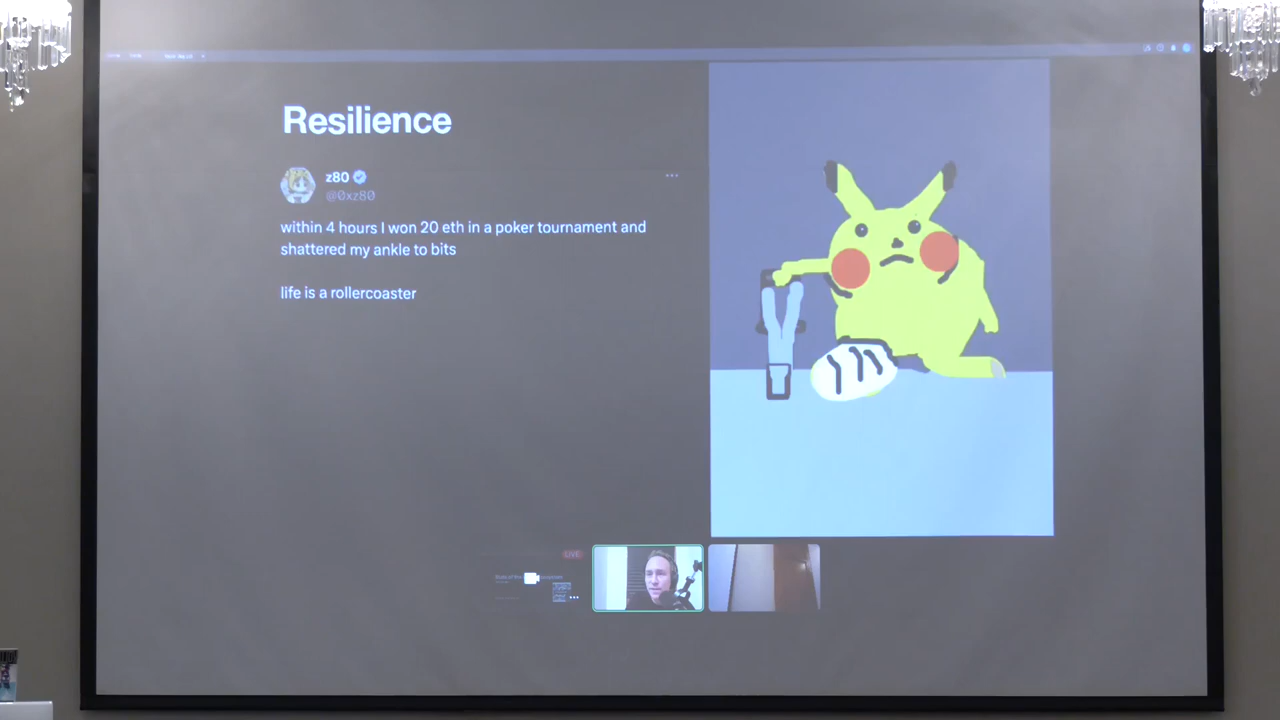 Resilience
z80
@0xz80
within 4 hours I won 20 eth in a poker tournament and
shattered my ankle to bits
life is a rollercoaster
LIVE